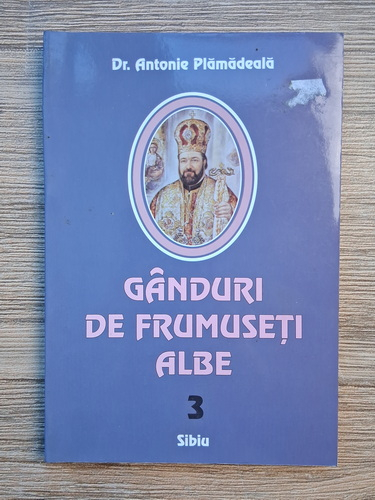 Dr. Antonie Plămădeală
GÂNDURI
DE FRUMUSEȚI
ALBE
3
Sibiu